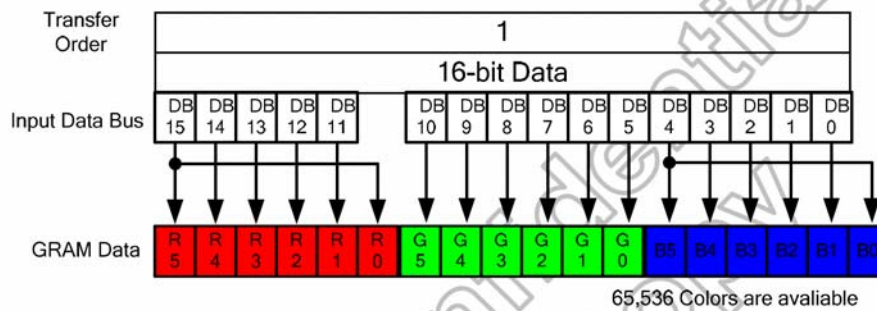 Transfer Order
1
16-bit Data
Input Data Bus
DB 15 DB 14 DB 13 DB 12 DB 11 DB 10 DB 9 DB 8 DB 7 DB 6 DB 5 DB 4 DB 3 DB 2 DB 1 DB 0
GRAM Data
R 5 R 4 R 3 R 2 R 1 R 0 G 5 G 4 G 3 G 2 G 1 G 0 B5 B4 B3 B2 B1 B0
65,536 Colors are avaliable